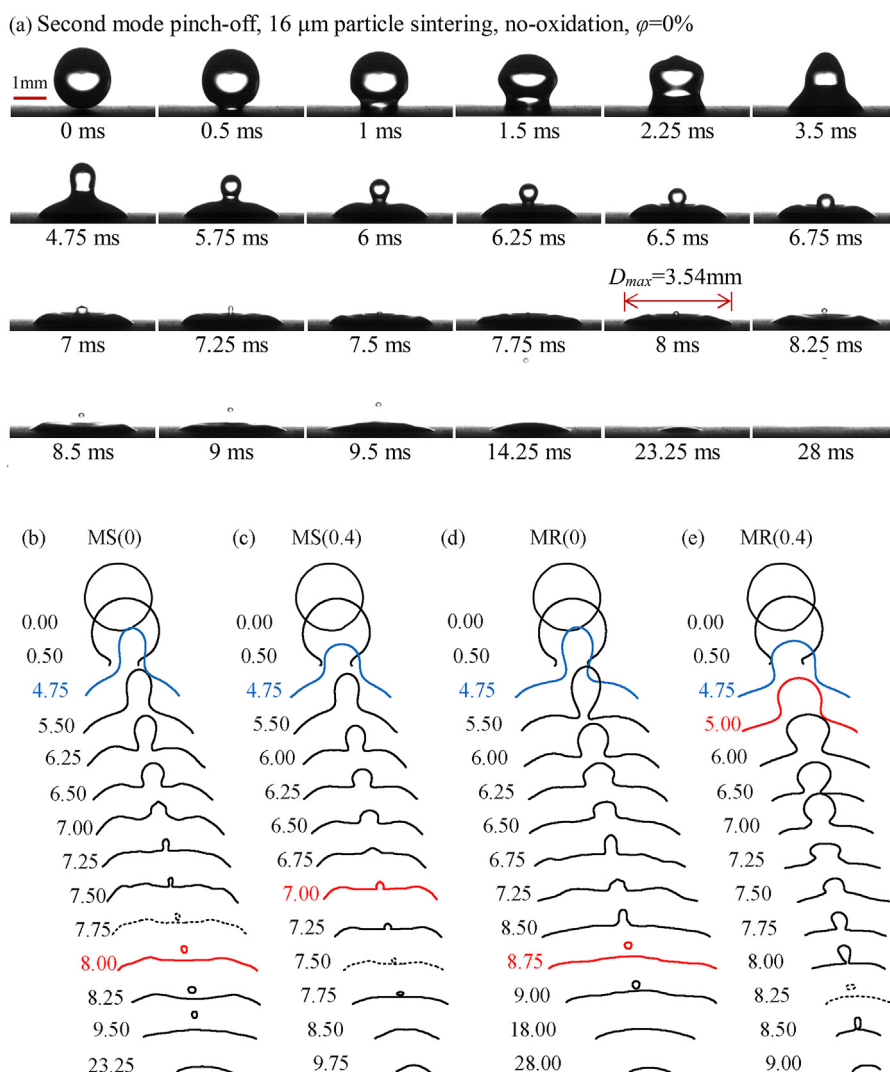 (a) Second mode pinch-off, 16 μm particle sintering, no-oxidation, φ=0%
1mm
0 ms 0.5 ms 1 ms 1.5 ms 2.25 ms 3.5 ms
4.75 ms 5.75 ms 6 ms 6.25 ms 6.5 ms 6.75 ms
Dmax=3.54mm
7 ms 7.25 ms 7.5 ms 7.75 ms 8 ms 8.25 ms
8.5 ms 9 ms 9.5 ms 14.25 ms 23.25 ms 28 ms
(b) MS(0) (c) MS(0.4) (d) MR(0) (e) MR(0.4)
0.00 0.00 0.00
0.50 0.50 0.50 0.50
4.75 4.75 4.75 4.75
5.50 5.50 5.50 5.00
6.25 6.00 6.00 6.00
6.50 6.25 6.25 6.50
7.00 6.50 6.50 7.00
7.25 6.75 6.75 7.25
7.50 7.00 7.25 7.50
7.75 7.25 8.50 7.75
8.00 7.50 8.75 8.00
8.25 7.75 9.00 8.25
9.50 8.50 18.00 8.50
23.25 9.75 28.00 9.00